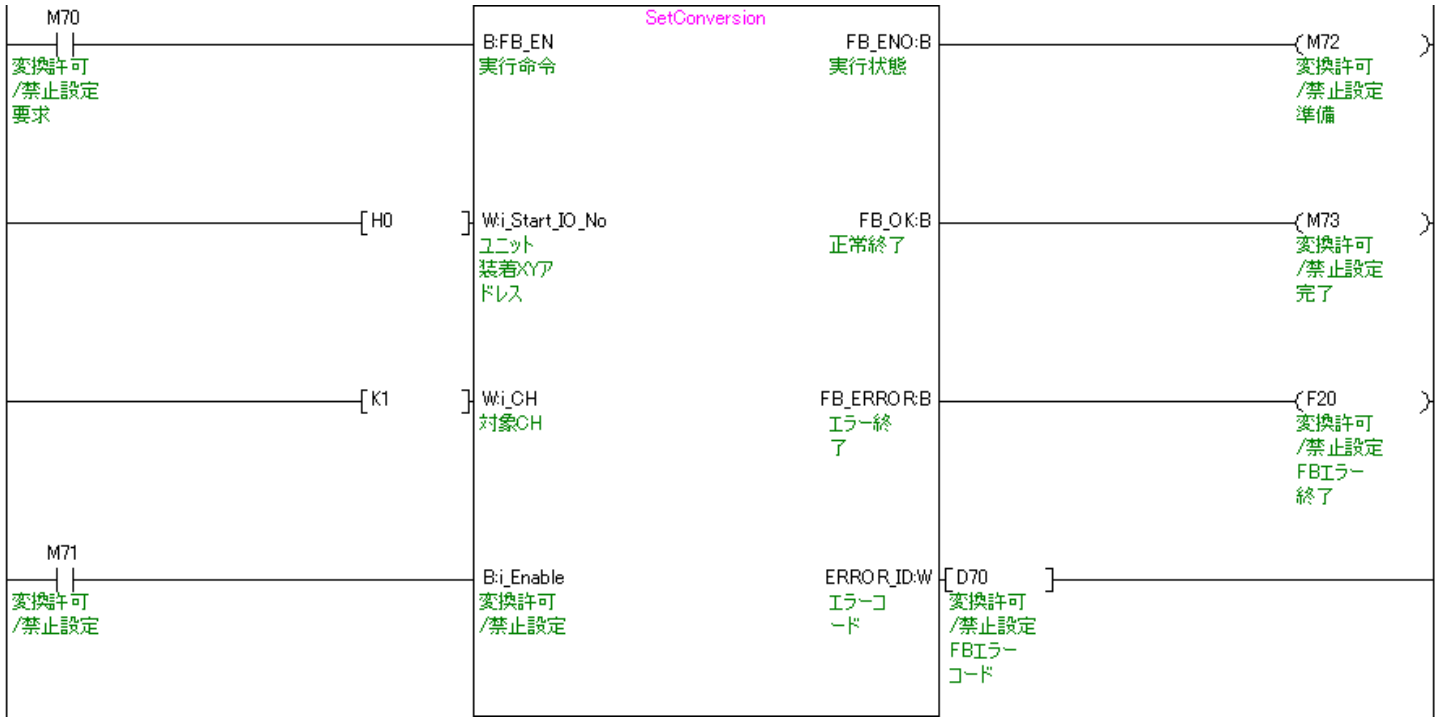 M70
変換許可
/禁止設定
要求
SetConversion
B:FB_EN
実行命令
FB_ENO:B
実行状態
M72
変換許可
/禁止設定
準備
H0
W:i_Start_IO_No
ユニット
装着XYア
ドレス
FB_OK:B
正常終了
M73
変換許可
/禁止設定
完了
K1
W:i_CH
対象CH
FB_ERROR:B
エラー終
了
F20
変換許可
/禁止設定
FBエラー
終了
M71
変換許可
/禁止設定
B:i_Enable
変換許可
/禁止設定
ERROR_ID:W
エラーコ
ード
D70
変換許可
/禁止設定
FBエラー
コード